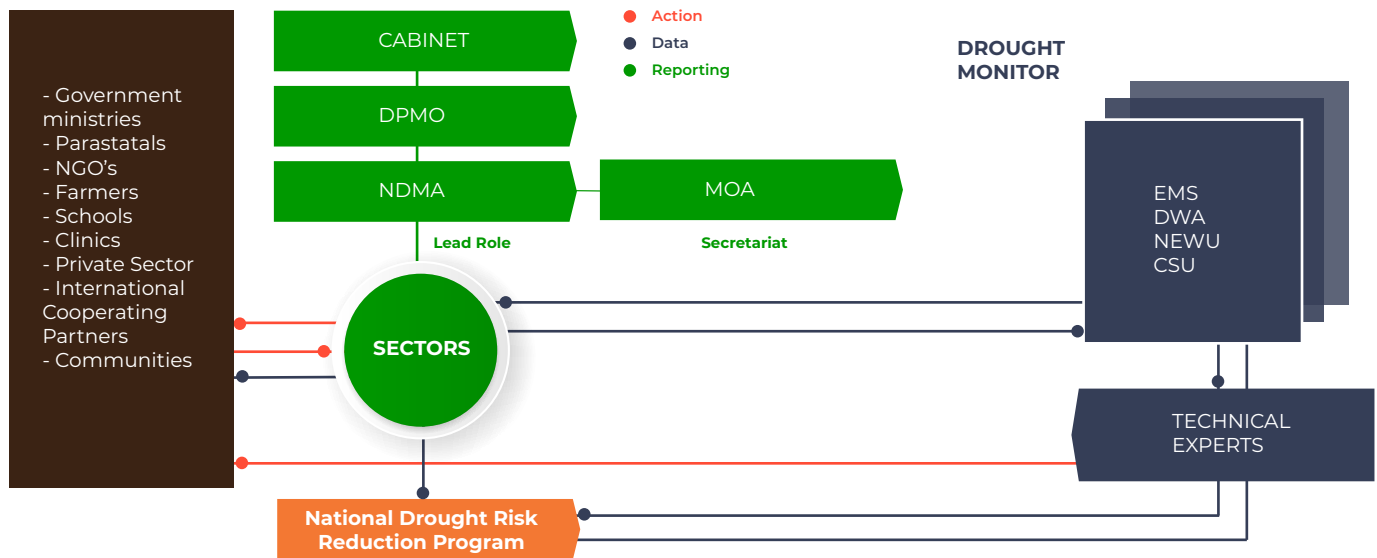 - Government
ministries
- Parastatals
- NGO’s
- Farmers
- Schools
- Clinics
- Private Sector
- International
Cooperating
Partners
- Communities
CABINET
DPMO
NDMA
MOA
Lead Role
Secretariat
Action
Data
Reporting
DROUGHT
MONITOR
EMS
DWA
NEWU
CSU
SECTORS
TECHNICAL
EXPERTS
National Drought Risk
Reduction Program